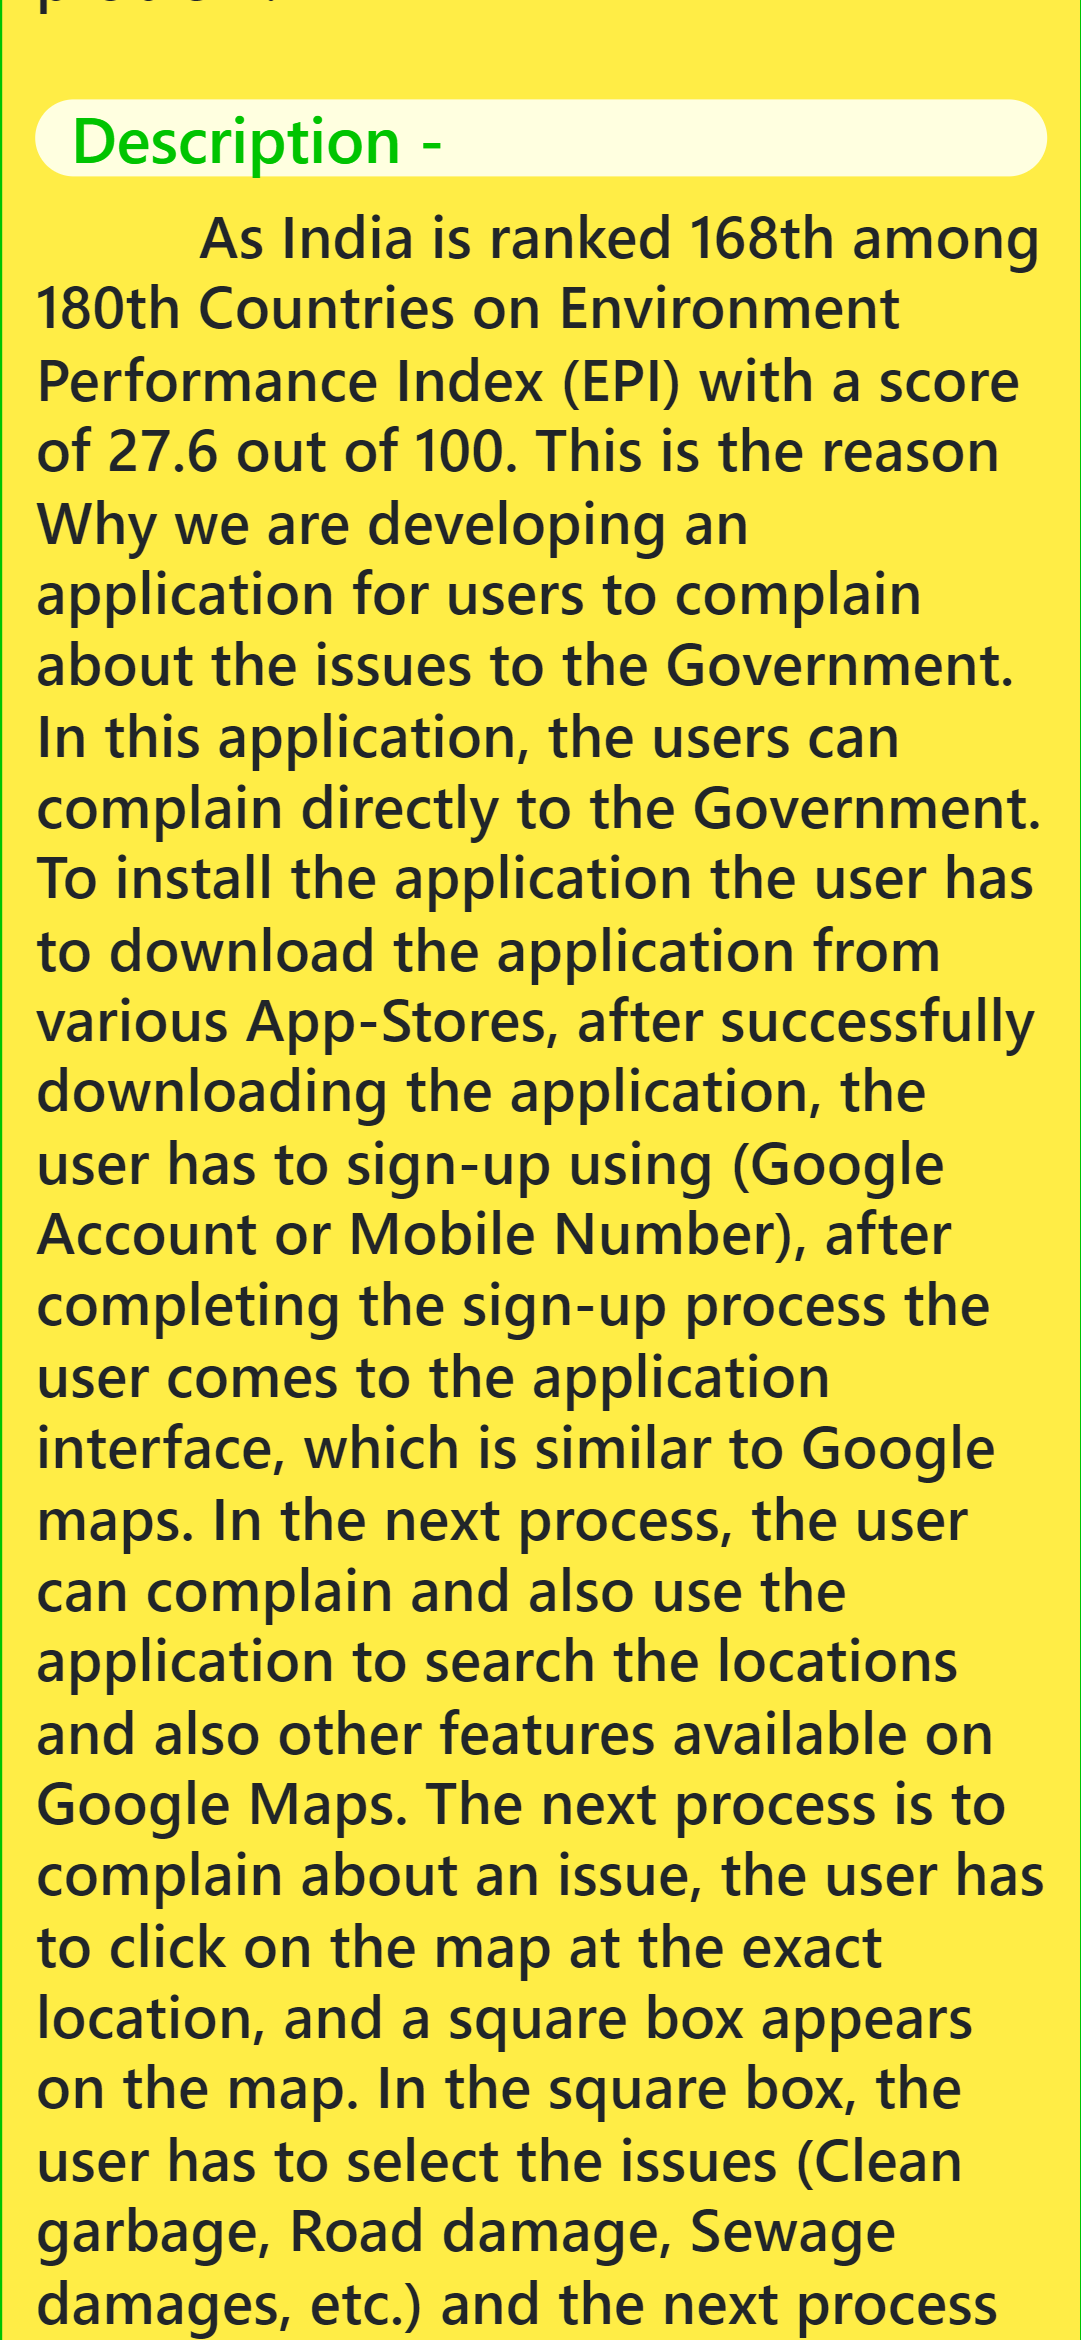 Description -
As India is ranked 168th among
180th Countries on Environment
Performance Index (EPI) with a score
of 27.6 out of 100. This is the reason
Why we are developing an
application for users to complain
about the issues to the Government.
In this application, the users can
complain directly to the Government.
To install the application the user has
to download the application from
various App-Stores, after successfully
downloading the application, the
user has to sign-up using (Google
Account or Mobile Number), after
completing the sign-up process the
user comes to the application
interface, which is similar to Google
maps. In the next process, the user
can complain and also use the
application to search the locations
and also other features available on
Google Maps. The next process is to
complain about an issue, the user has
to click on the map at the exact
location, and a square box appears
on the map. In the square box, the
user has to select the issues (Clean
garbage, Road damage, Sewage
damages, etc.) and the next process